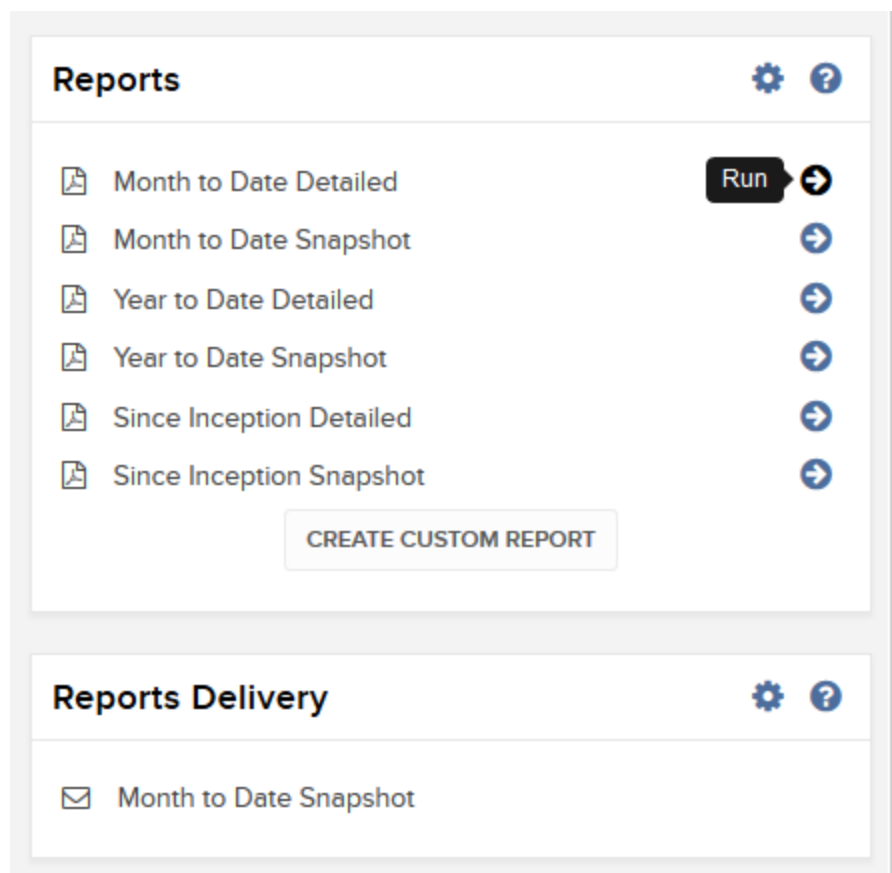 Reports
Month to Date Detailed
Run
Month to Date Snapshot
Year to Date Detailed
Year to Date Snapshot
Since Inception Detailed
Since Inception Snapshot
CREATE CUSTOM REPORT
Reports Delivery
Month to Date Snapshot